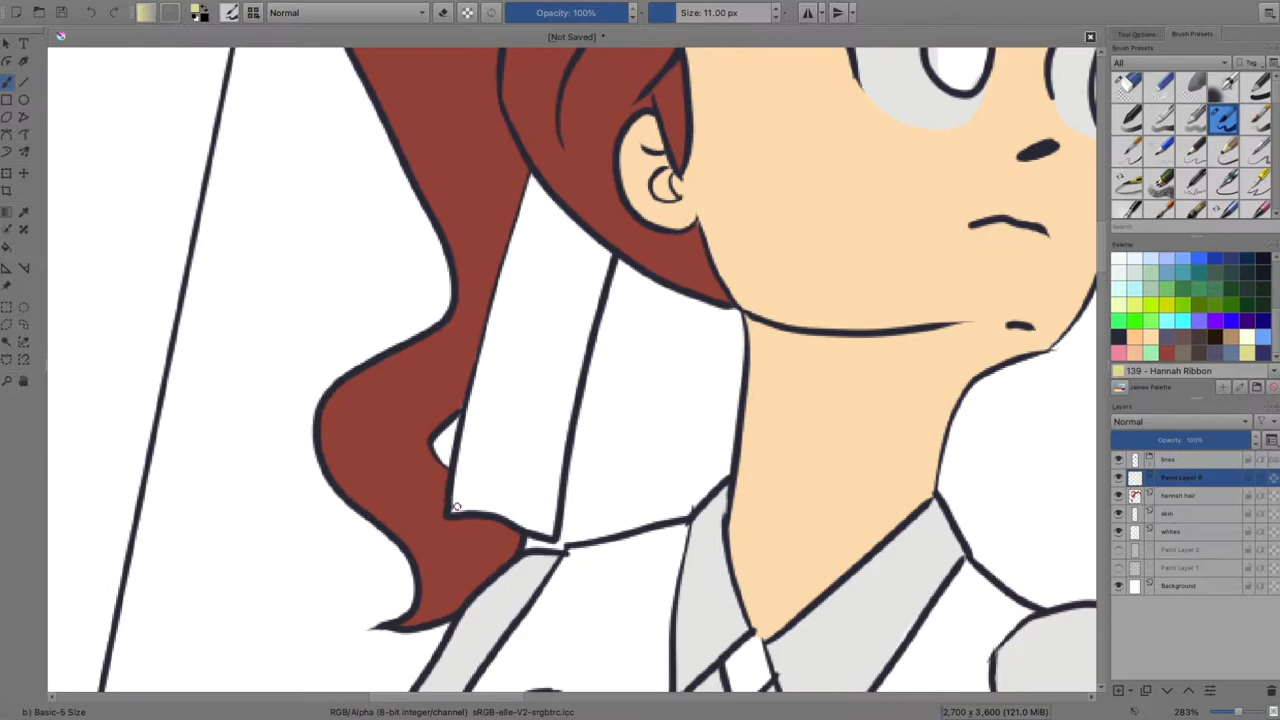 Normal
Opacity: 100%
Size: 11.00 px
[Not Saved] *
Tool Options
Brush Presets
Brush Presets
All
Tag
Search
Palette
139 - Hannah Ribbon
James Palette
Layers
Normal
Opacity: 100%
lines
Paint Layer 8
hannah hair
skin
whites
Paint Layer 2
Paint Layer 1
Background
b) Basic-5 Size
RGB/Alpha (8-bit integer/channel) sRGB-elle-V2-srgbtrc.icc
2,700 x 3,600 (121.0 MiB)
283%